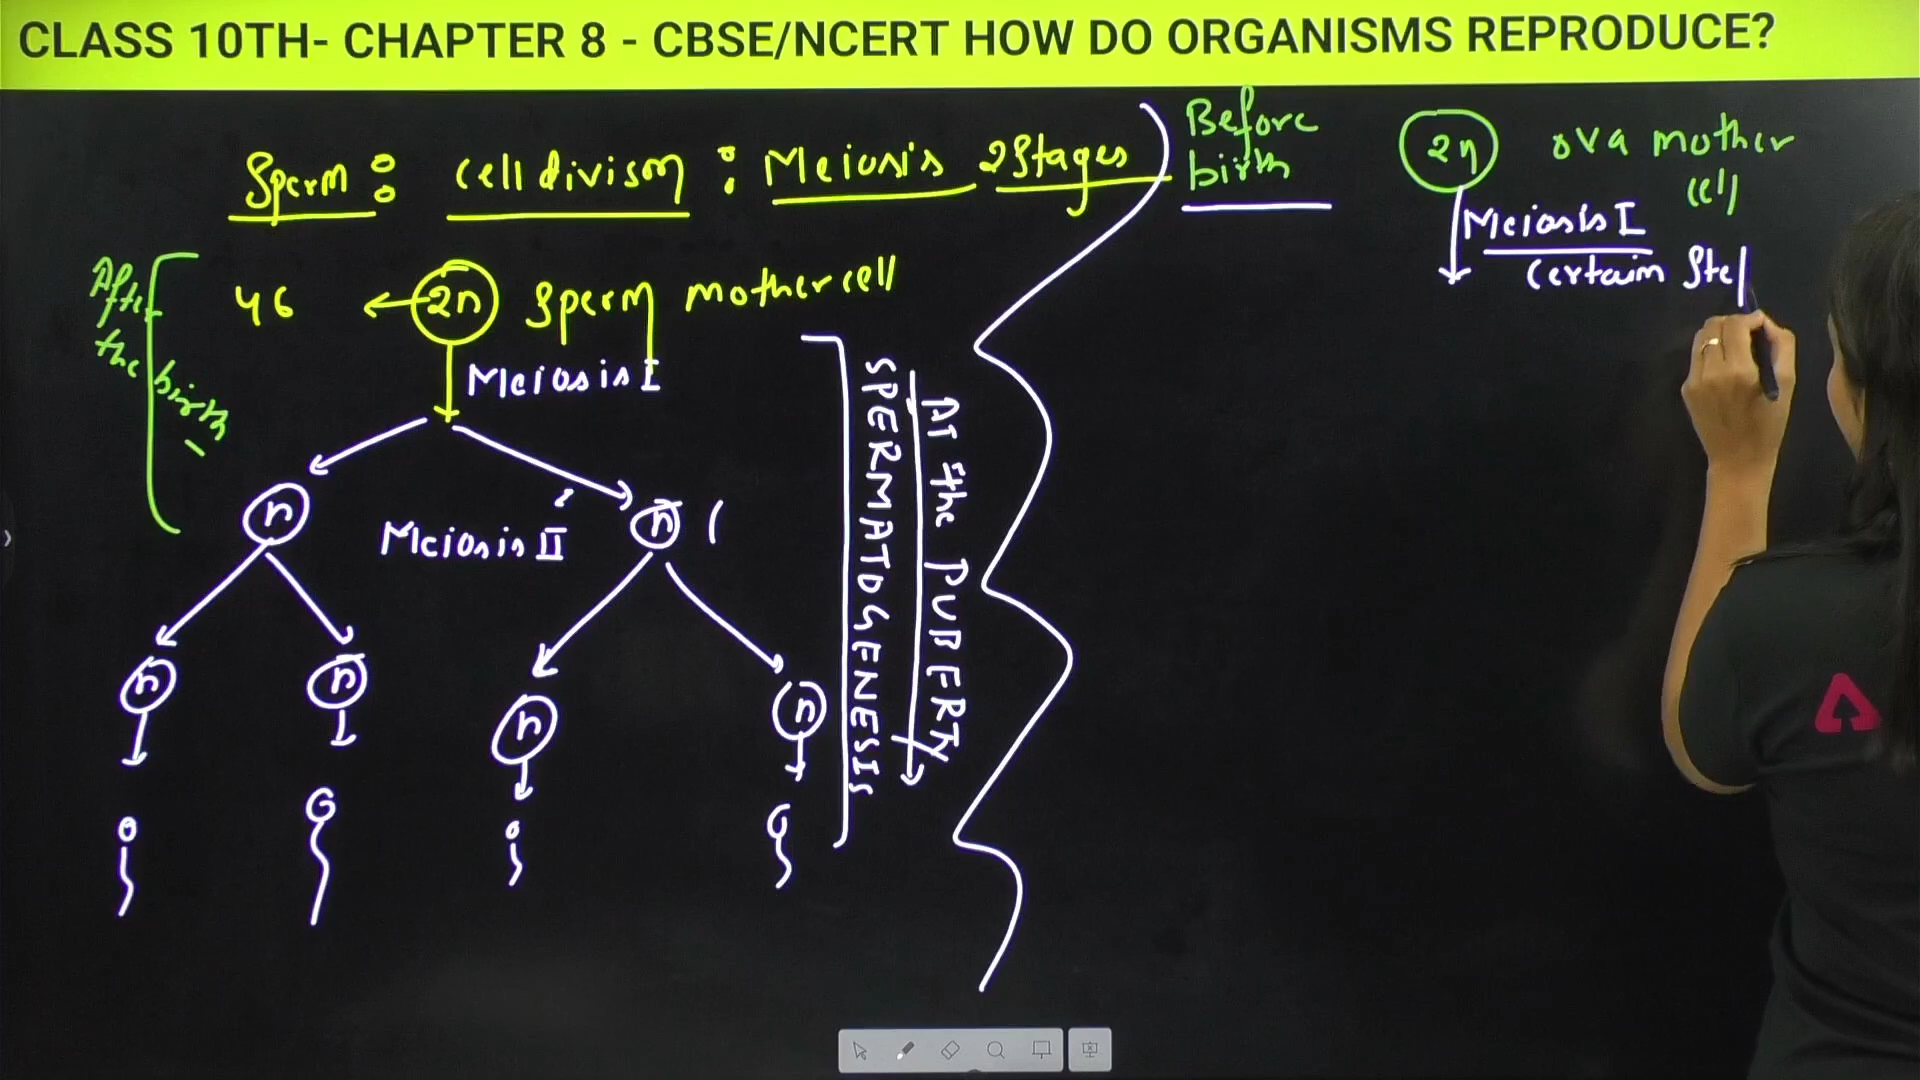 CLASS 10TH- CHAPTER 8 - CBSE/NCERT HOW DO ORGANISMS REPRODUCE?
Sperm : cell divison : Meiosis 2 Stages
After the birth
46 ← 2n Sperm mother cell
Meiosis I
n
Meiosis II
n
n
n
n
n
SPERMATOGENESIS
AT the PUBERTY
Before
birth
2n ova mother
cell
Meiosis I
certain Ste